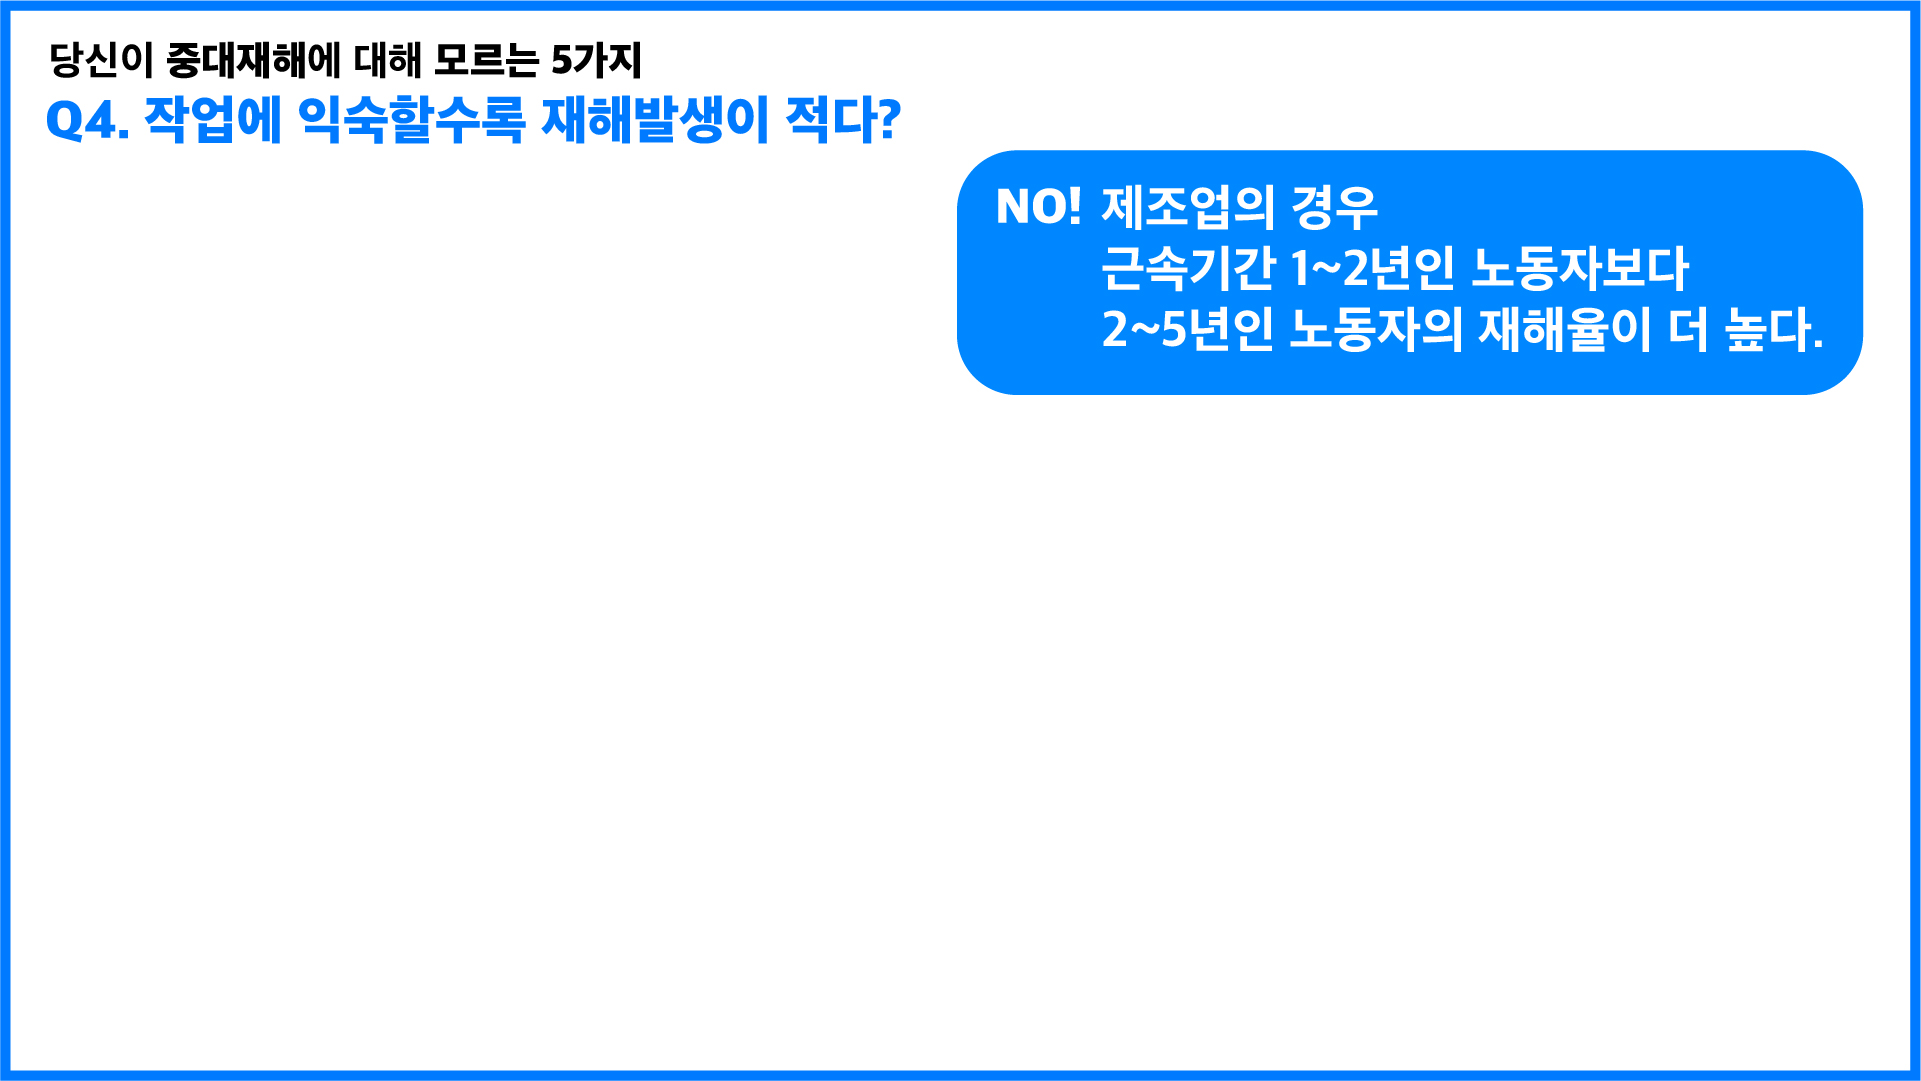 당신이 중대재해에 대해 모르는 5가지
Q4. 작업에 익숙할수록 재해발생이 적다?
NO! 제조업의 경우
근속기간 1~2년인 노동자보다
2~5년인 노동자의 재해율이 더 높다.